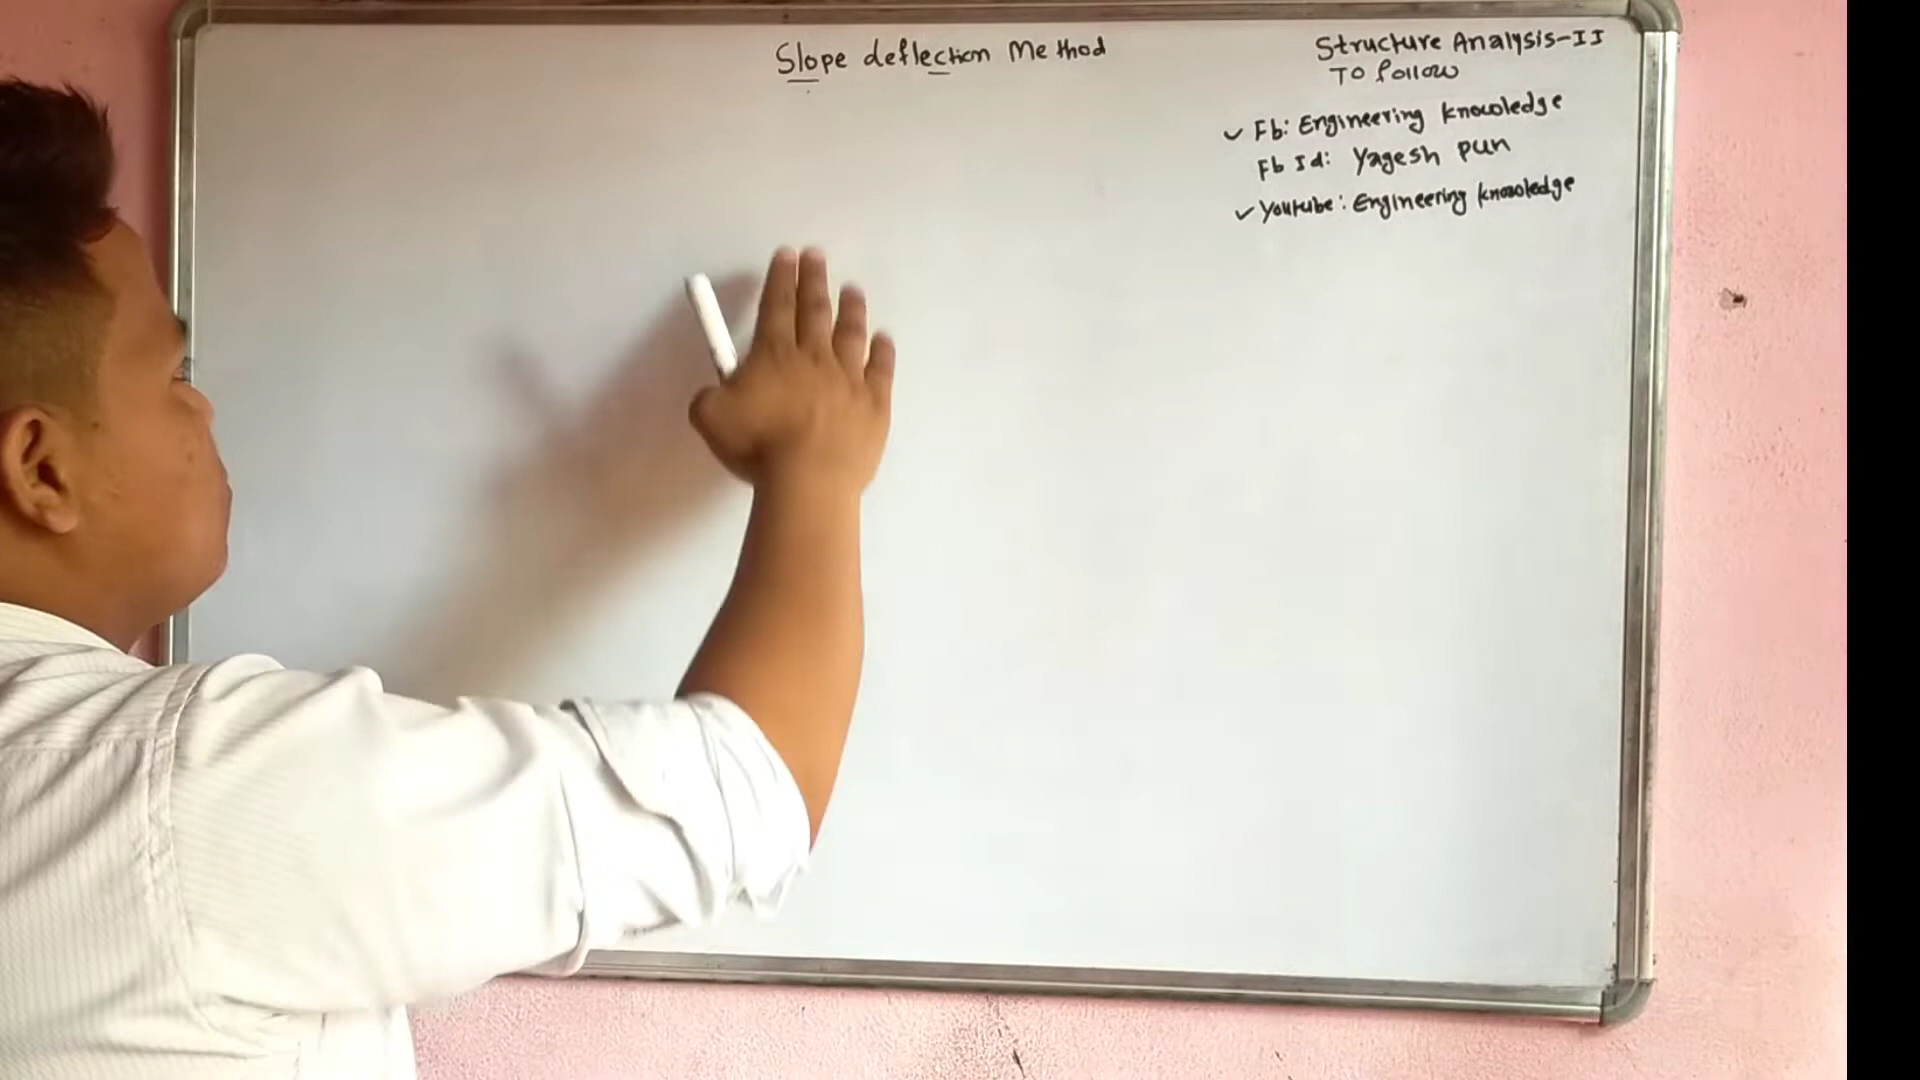 Slope deflection Method
Structure Analysis-II
To follow
✓ Fb: Engineering knowledge
Fb Id: Yagesh pun
✓ Youtube: Engineering knowledge